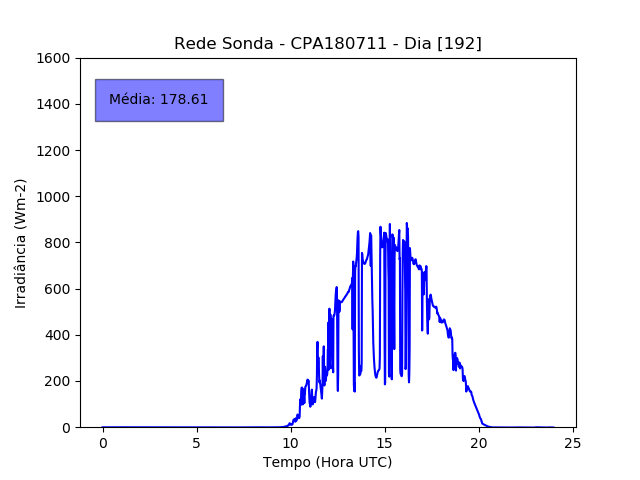 Rede Sonda - CPA180711 - Dia [192]
1600
1400
1200
1000
800
600
400
200
0
Irradiância (Wm-2)
Média: 178.61
0 5 10 15 20 25
Tempo (Hora UTC)